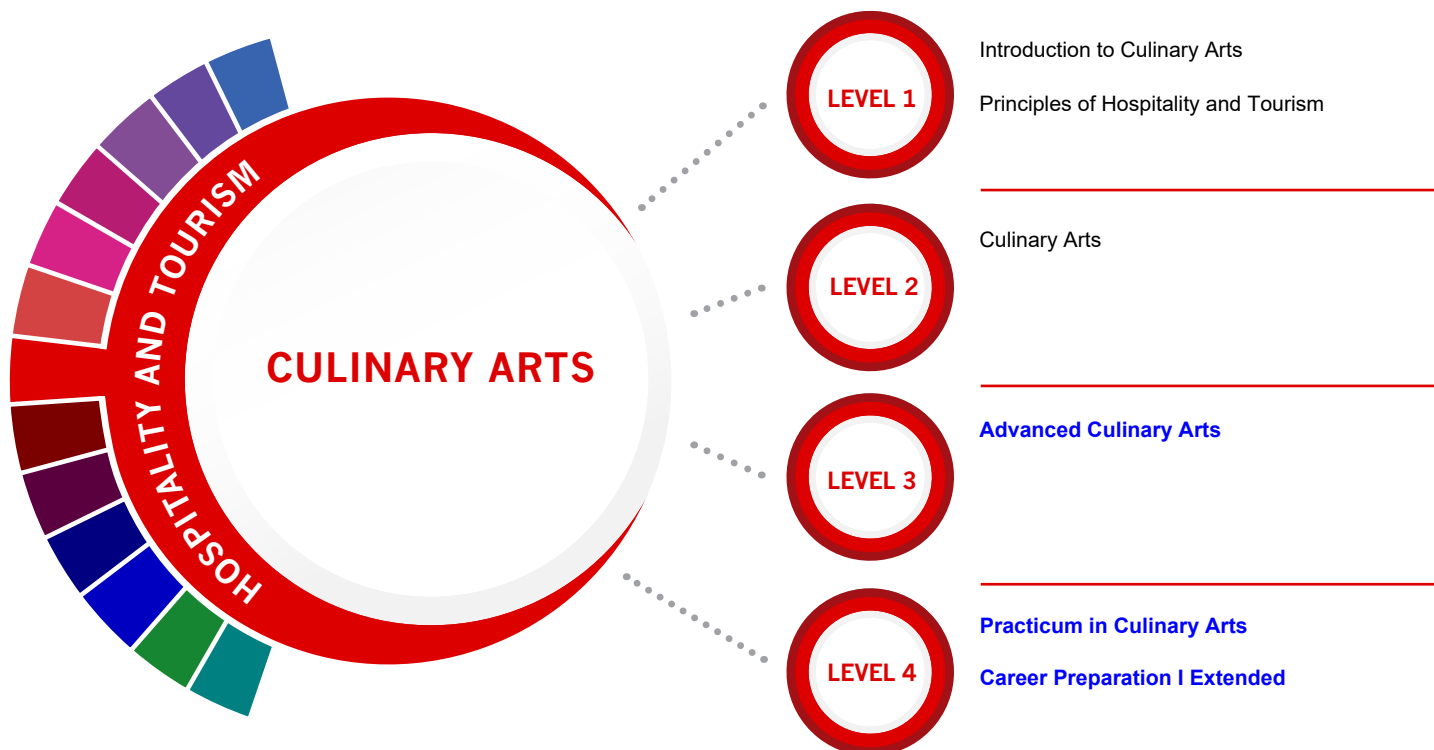 HOSPITALITY AND TOURISM
CULINARY ARTS
LEVEL 1
Introduction to Culinary Arts
Principles of Hospitality and Tourism
LEVEL 2
Culinary Arts
LEVEL 3
Advanced Culinary Arts
LEVEL 4
Practicum in Culinary Arts
Career Preparation I Extended